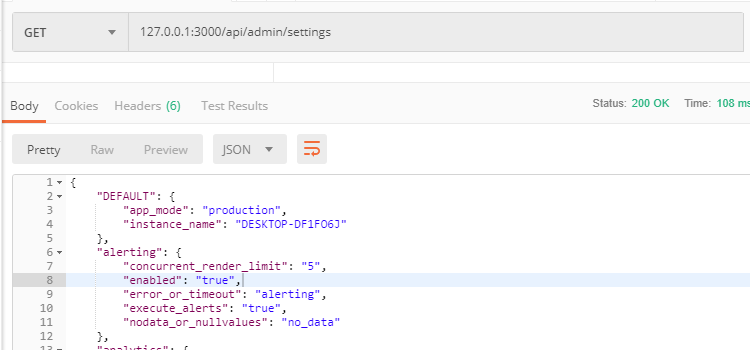 GET 127.0.0.1:3000/api/admin/settings
Body Cookies Headers (6) Test Results Status: 200 OK Time: 108 ms
Pretty Raw Preview JSON
1 {
2 "DEFAULT": {
3 "app_mode": "production",
4 "instance_name": "DESKTOP-DF1FO6J"
5 },
6 "alerting": {
7 "concurrent_render_limit": "5",
8 "enabled": "true",
9 "error_or_timeout": "alerting",
10 "execute_alerts": "true",
11 "nodata_or_nullvalues": "no_data"
12 },
13 "analytics": {